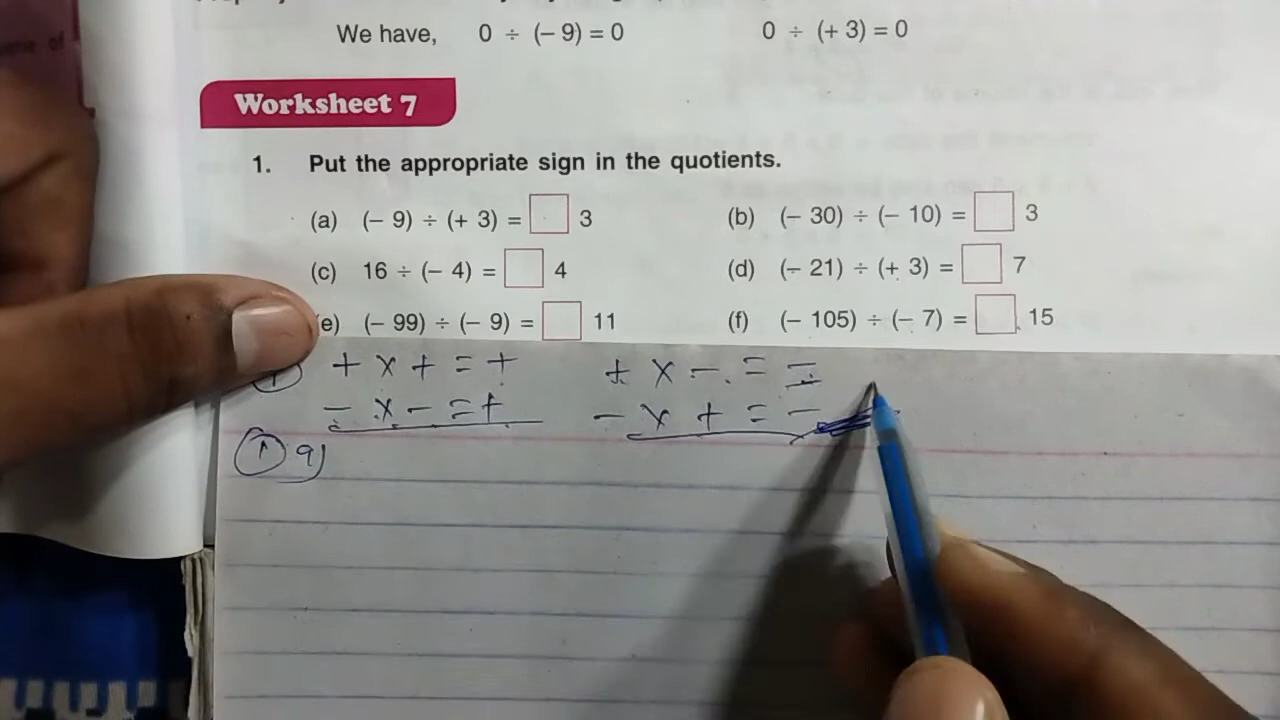 We have, 0 ÷ (– 9) = 0 0 ÷ (+ 3) = 0
Worksheet 7
1. Put the appropriate sign in the quotients.
(a) (– 9) ÷ (+ 3) = □ 3 (b) (– 30) ÷ (– 10) = □ 3
(c) 16 ÷ (– 4) = □ 4 (d) (– 21) ÷ (+ 3) = □ 7
(e) (– 99) ÷ (– 9) = □ 11 (f) (– 105) ÷ (– 7) = □ 15
+ x + = + + x - = -
- x - = + - x + = -
① a)